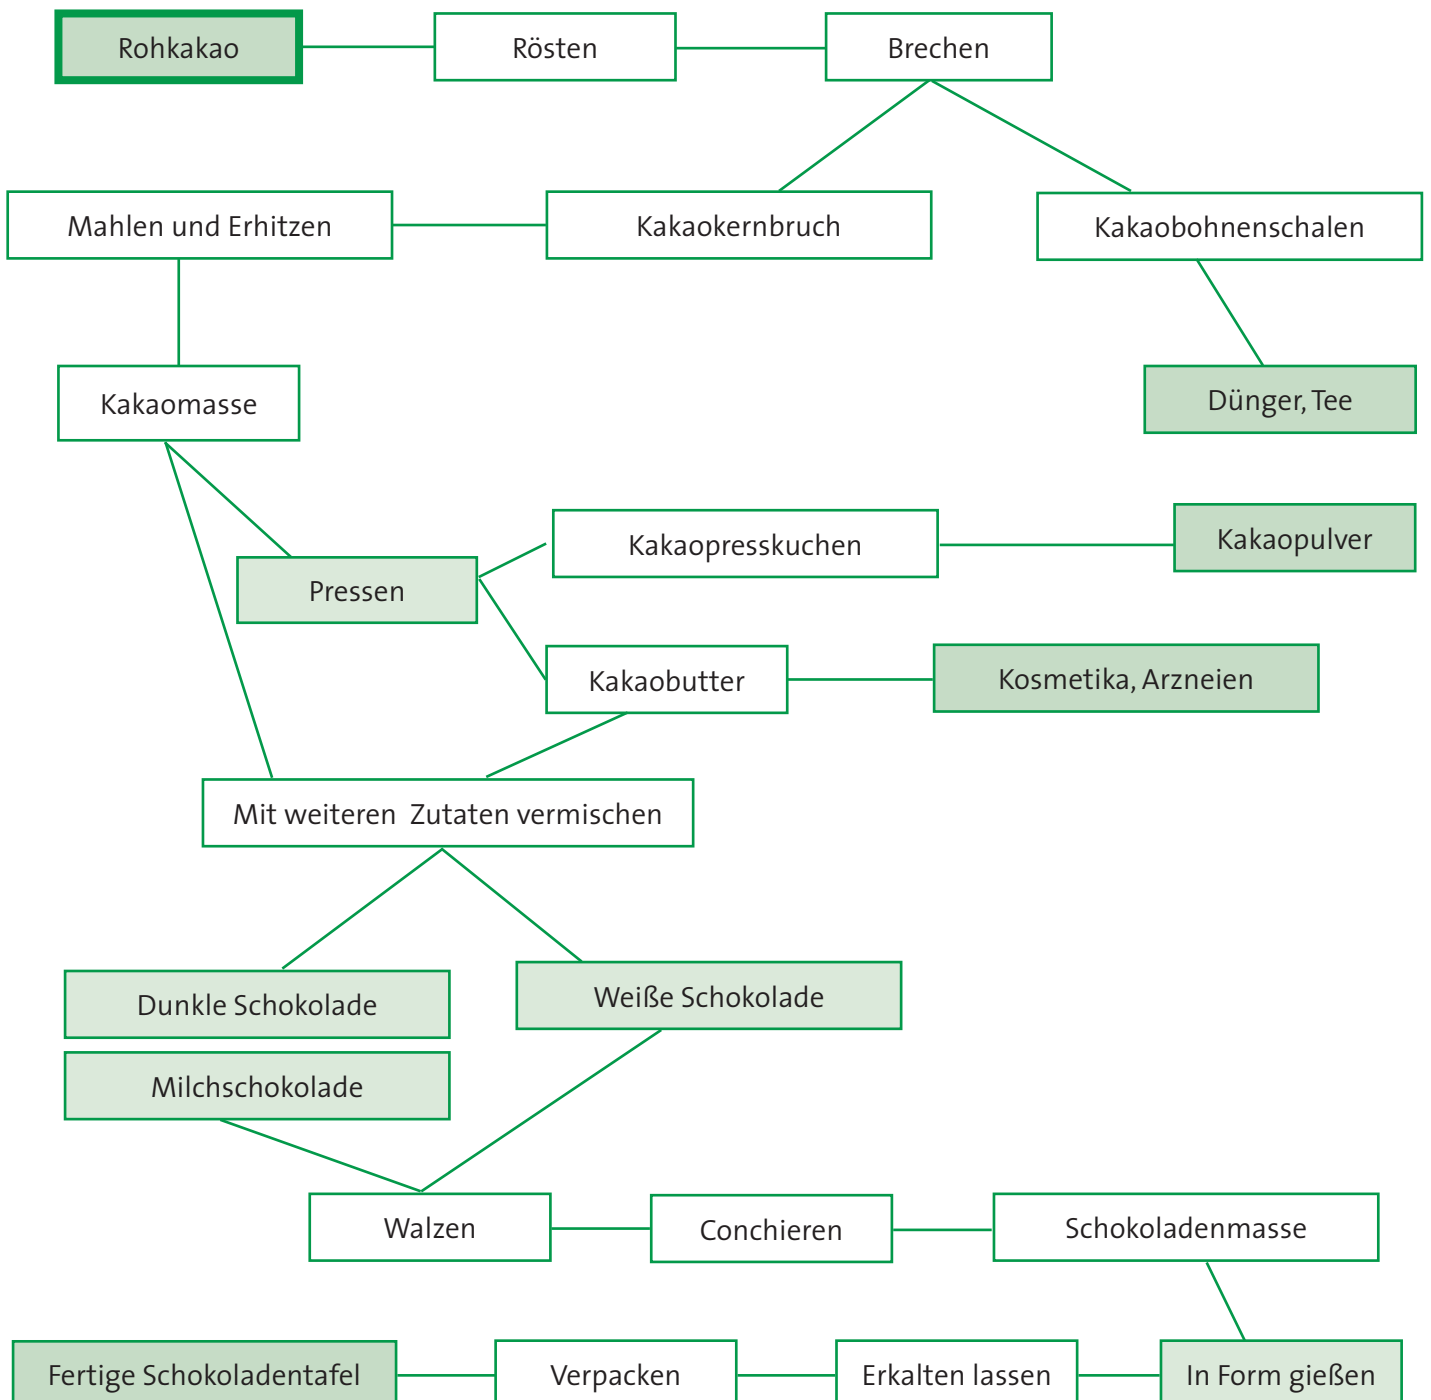 Rohkakao
Rösten
Brechen
Mahlen und Erhitzen
Kakaokernbruch
Kakaobohnenschalen
Kakaomasse
Dünger, Tee
Kakaopresskuchen
Kakaopulver
Pressen
Kakaobutter
Kosmetika, Arzneien
Mit weiteren Zutaten vermischen
Dunkle Schokolade
Weiße Schokolade
Milchschokolade
Walzen
Conchieren
Schokoladenmasse
Fertige Schokoladentafel
Verpacken
Erkalten lassen
In Form gießen